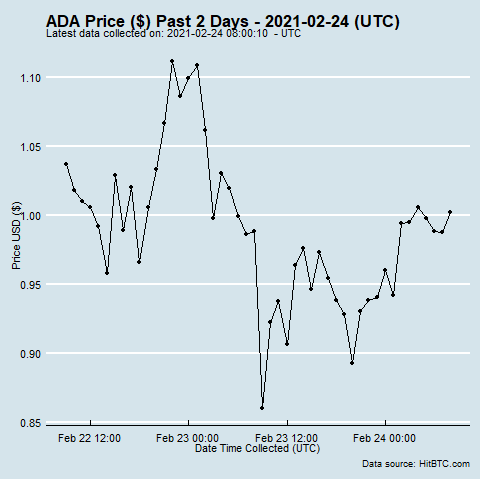 ADA Price ($) Past 2 Days - 2021-02-24 (UTC)
Latest data collected on: 2021-02-24 08:00:10 - UTC
1.10
1.05
1.00
0.95
0.90
0.85
Price USD ($)
Feb 22 12:00 Feb 23 00:00 Feb 23 12:00 Feb 24 00:00
Date Time Collected (UTC)
Data source: HitBTC.com